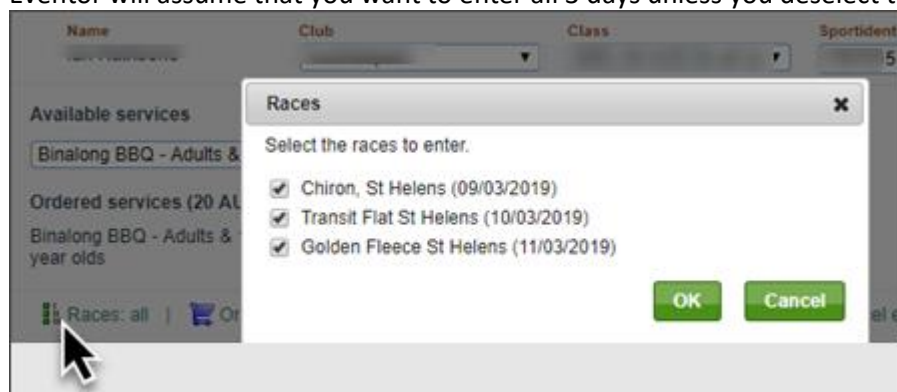 Eventor will assume that you want to enter all 3 days unless you deselect t
Name Club Class Sportident
5
Available services
Races
Binalong BBQ - Adults &
Select the races to enter.
Chiron, St Helens (09/03/2019)
Ordered services (20 AU
Transit Flat St Helens (10/03/2019)
Binalong BBQ - Adults &
year olds
Golden Fleece St Helens (11/03/2019)
OK Cancel
Races: all | Or
el e